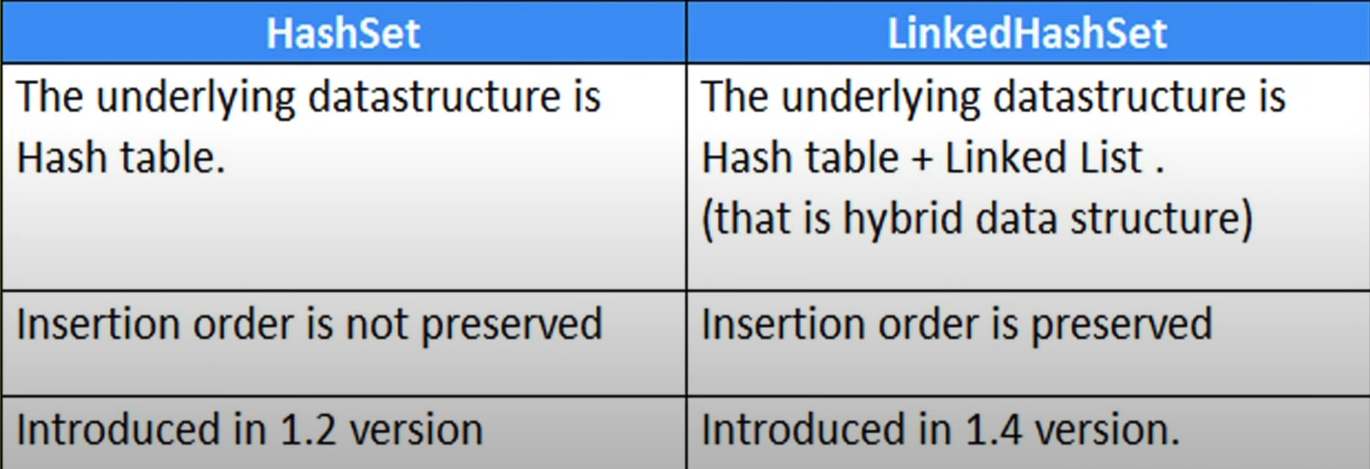 HashSet
LinkedHashSet
The underlying datastructure is
Hash table.
The underlying datastructure is
Hash table + Linked List .
(that is hybrid data structure)
Insertion order is not preserved
Insertion order is preserved
Introduced in 1.2 version
Introduced in 1.4 version.